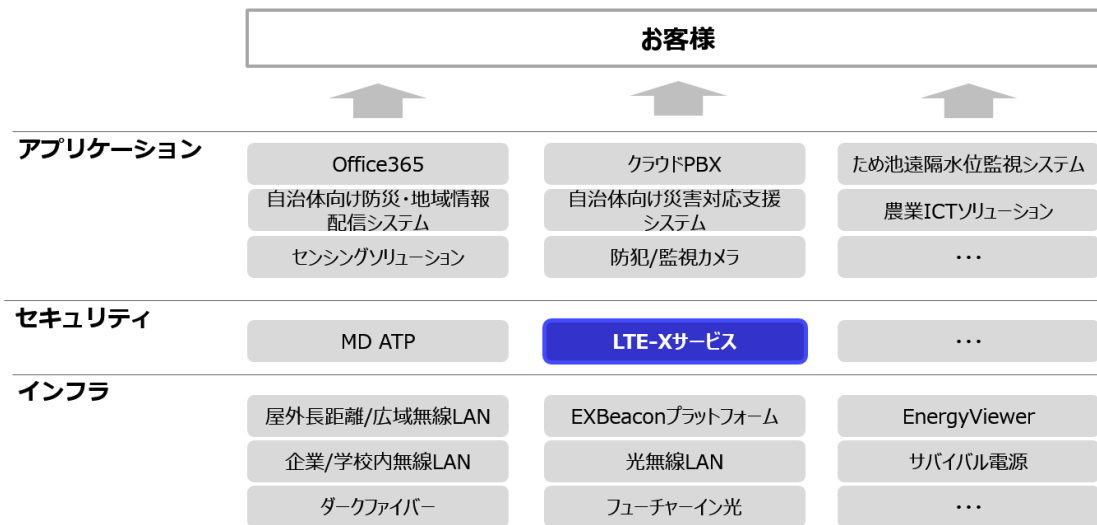 お客様
アプリケーション
Office365
クラウドPBX
ため池遠隔水位監視システム
自治体向け防災・地域情報
配信システム
自治体向け災害対応支援
システム
農業ICTソリューション
センシングソリューション
防犯/監視カメラ
・・・
セキュリティ
MD ATP
LTE-Xサービス
・・・
インフラ
屋外長距離/広域無線LAN
EXBeaconプラットフォーム
EnergyViewer
企業/学校内無線LAN
光無線LAN
サバイバル電源
ダークファイバー
フューチャーイン光
・・・